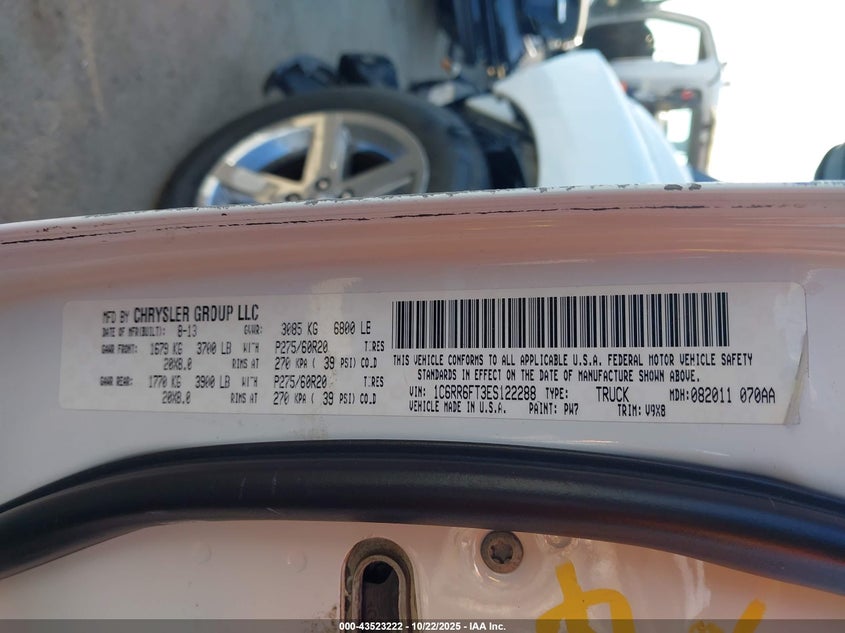 MFD BY CHRYSLER GROUP LLC
DATE OF MFR(BUILT): 8-13 GVWR: 3085 KG 6800 LB
GAWR FRONT: 1679 KG 3700 LB WITH P275/60R20 T.RES
20X8.0 RIMS AT 270 KPA ( 39 PSI) CO.D
GAWR REAR: 1770 KG 3900 LB WITH P275/60R20 T.RES
20X8.0 RIMS AT 270 KPA ( 39 PSI) CO.D
THIS VEHICLE CONFORMS TO ALL APPLICABLE U.S.A. FEDERAL MOTOR VEHICLE SAFETY
STANDARDS IN EFFECT ON THE DATE OF MANUFACTURE SHOWN ABOVE.
VIN: 1C6RR6FT3ES122288 TYPE: TRUCK MDH: 082011 070AA
VEHICLE MADE IN U.S.A. PAINT: PW7 TRIM: V9X8
000-43523222 - 10/22/2025 - IAA Inc.